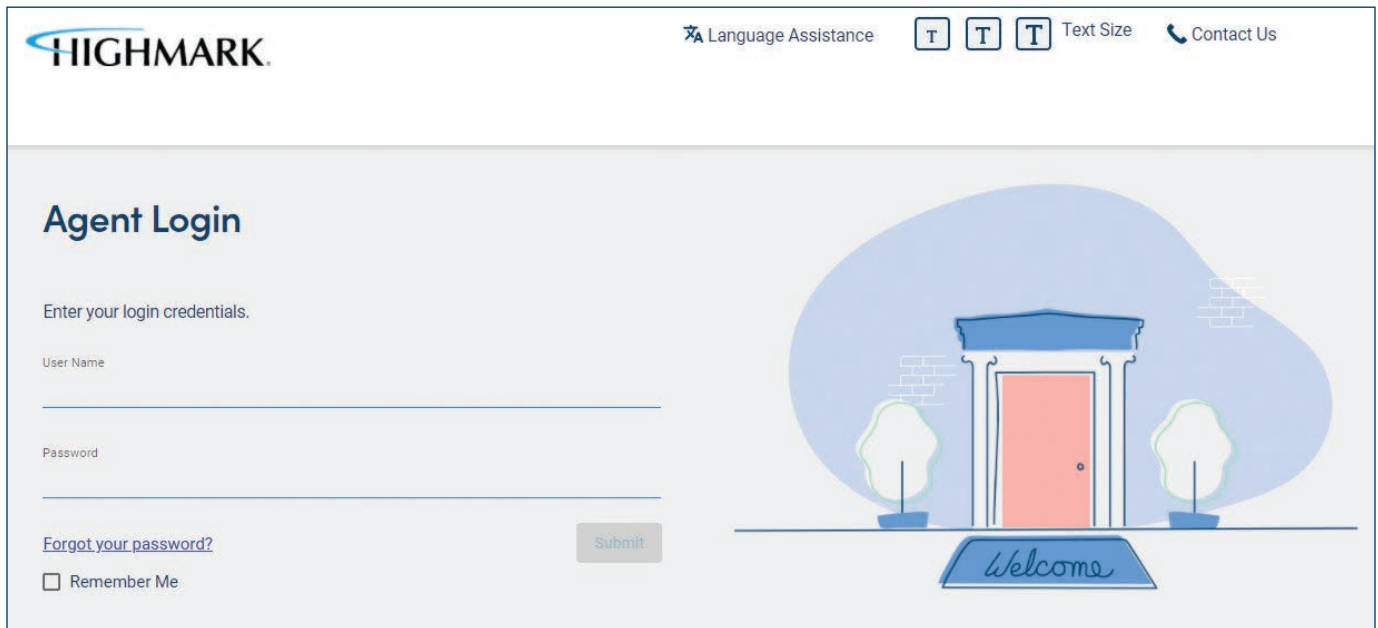 HIGHMARK.
Language Assistance
T T T Text Size
Contact Us
Agent Login
Enter your login credentials.
User Name
Password
Forgot your password?
Submit
Remember Me
Welcome